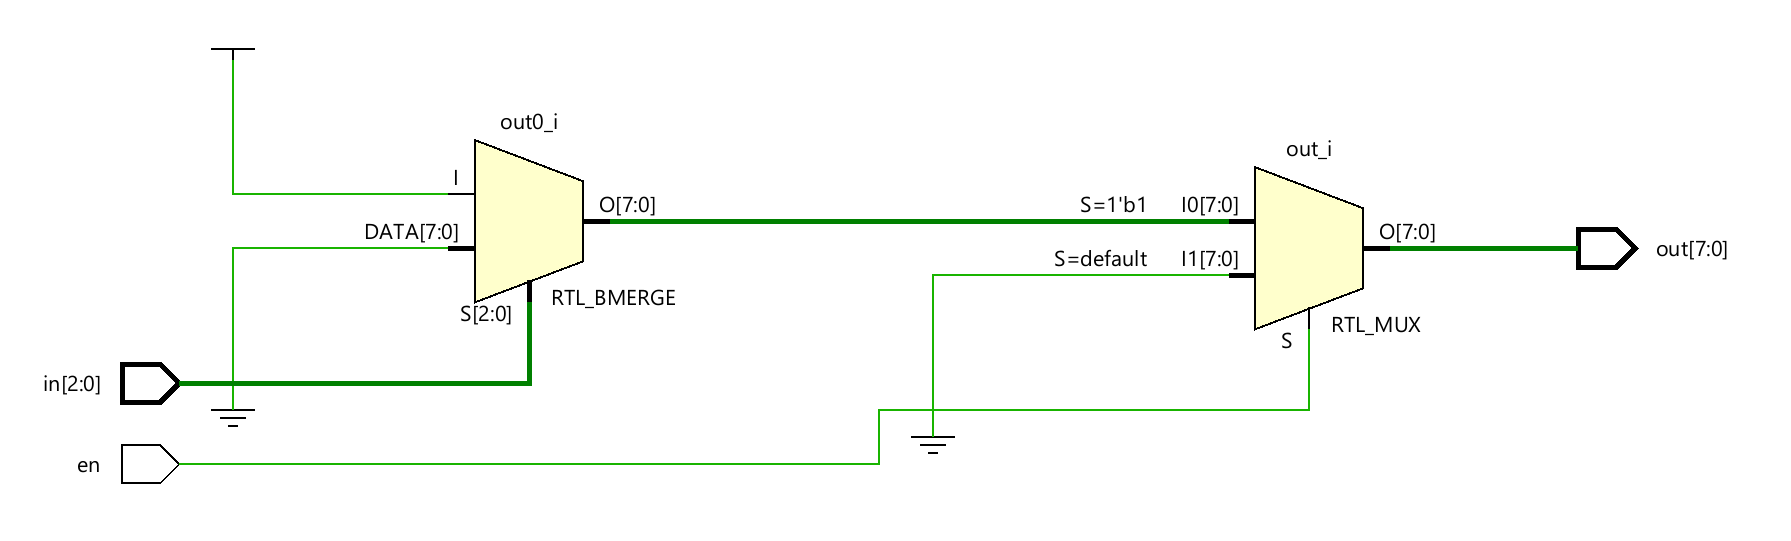 out0_i
I
DATA[7:0]
O[7:0]
S[2:0]
RTL_BMERGE
in[2:0]
en
out_i
S=1'b1
I0[7:0]
S=default
I1[7:0]
O[7:0]
S
RTL_MUX
out[7:0]